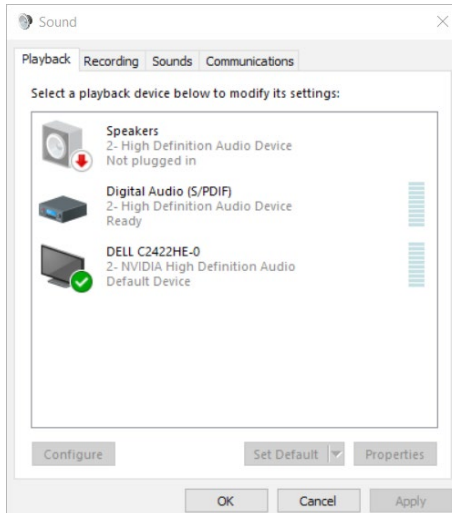 Sound
Playback Recording Sounds Communications
Select a playback device below to modify its settings:
Speakers
2- High Definition Audio Device
Not plugged in
Digital Audio (S/PDIF)
2- High Definition Audio Device
Ready
DELL C2422HE-0
2- NVIDIA High Definition Audio
Default Device
Configure Set Default Properties
OK Cancel Apply